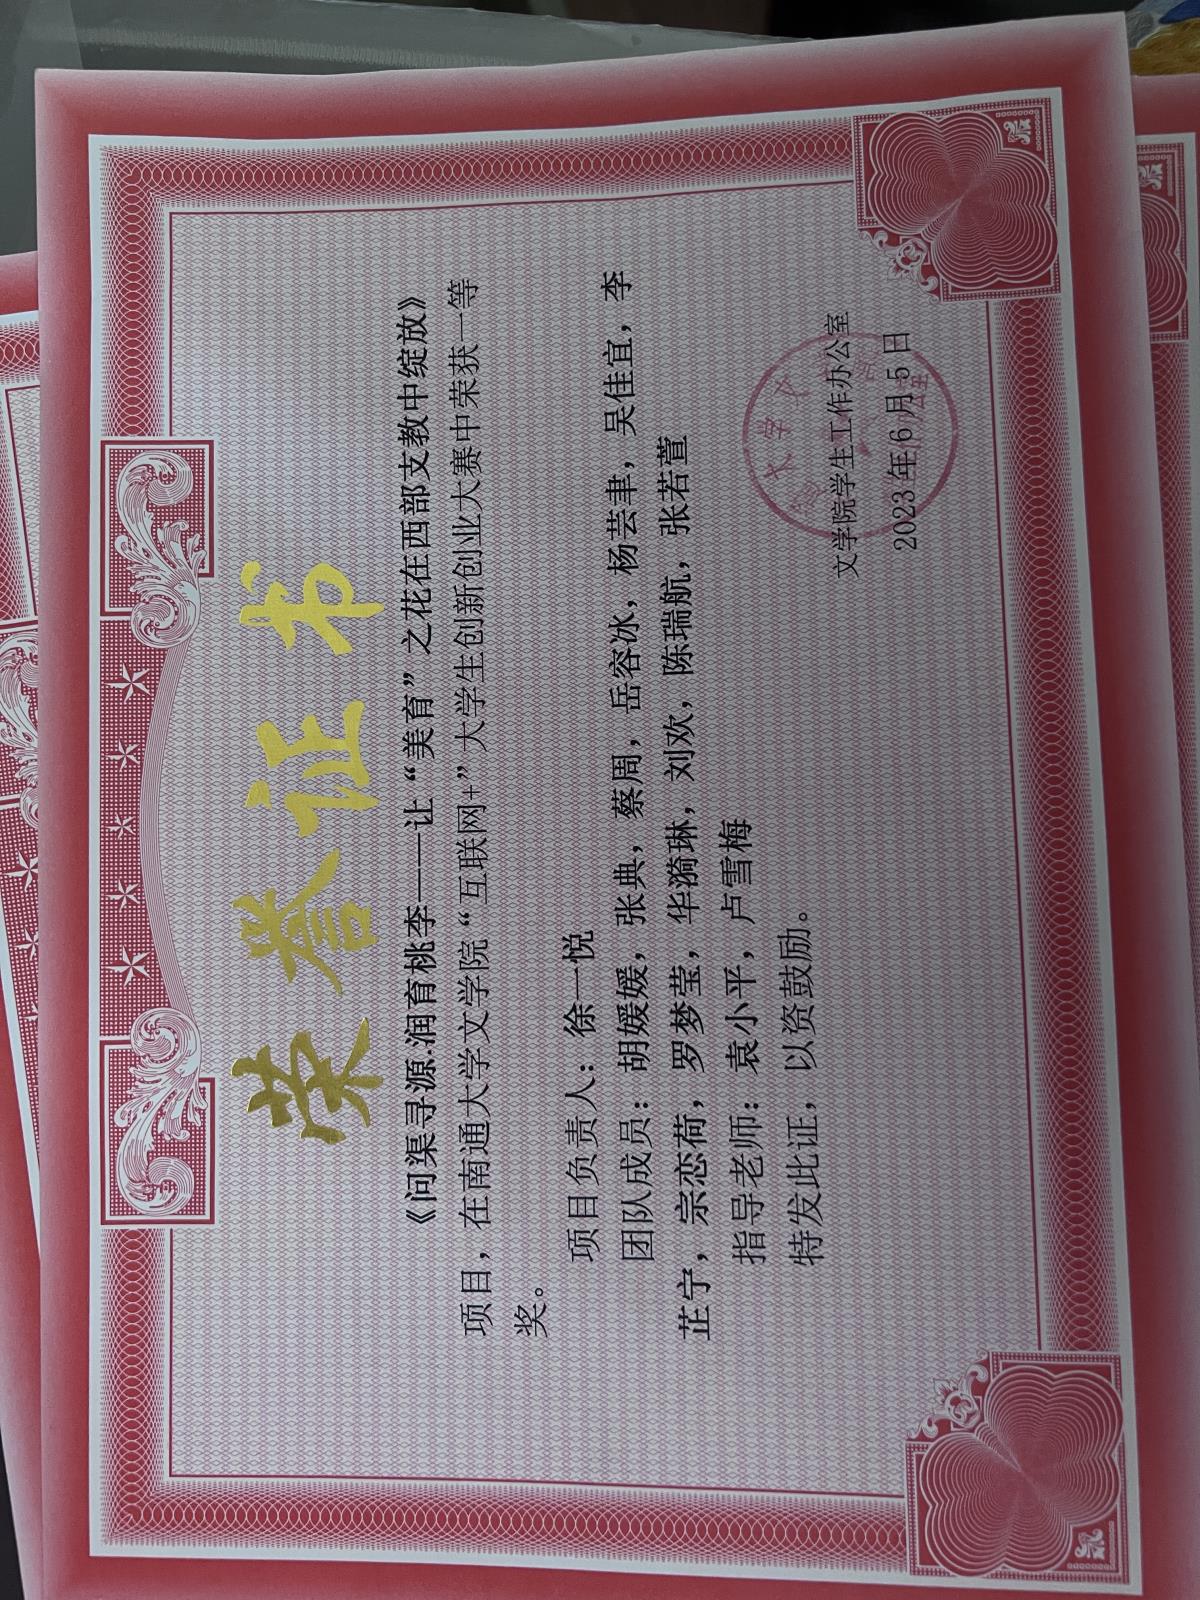 荣誉证书
《问渠寻源.润育桃李——让“美育”之花在西部支教中绽放》
项目，在南通大学文学院“互联网+”大学生创新创业大赛中荣获一等
奖。
项目负责人：徐一悦
团队成员：胡媛媛，张典，蔡周，岳容冰，杨芸聿，吴佳宜，李
芷宁，宗恋荷，罗梦莹，华漪琳，刘欢，陈瑞航，张若萱
指导老师：袁小平，卢雪梅
特发此证，以资鼓励。
文学院学生工作办公室
2023年6月5日